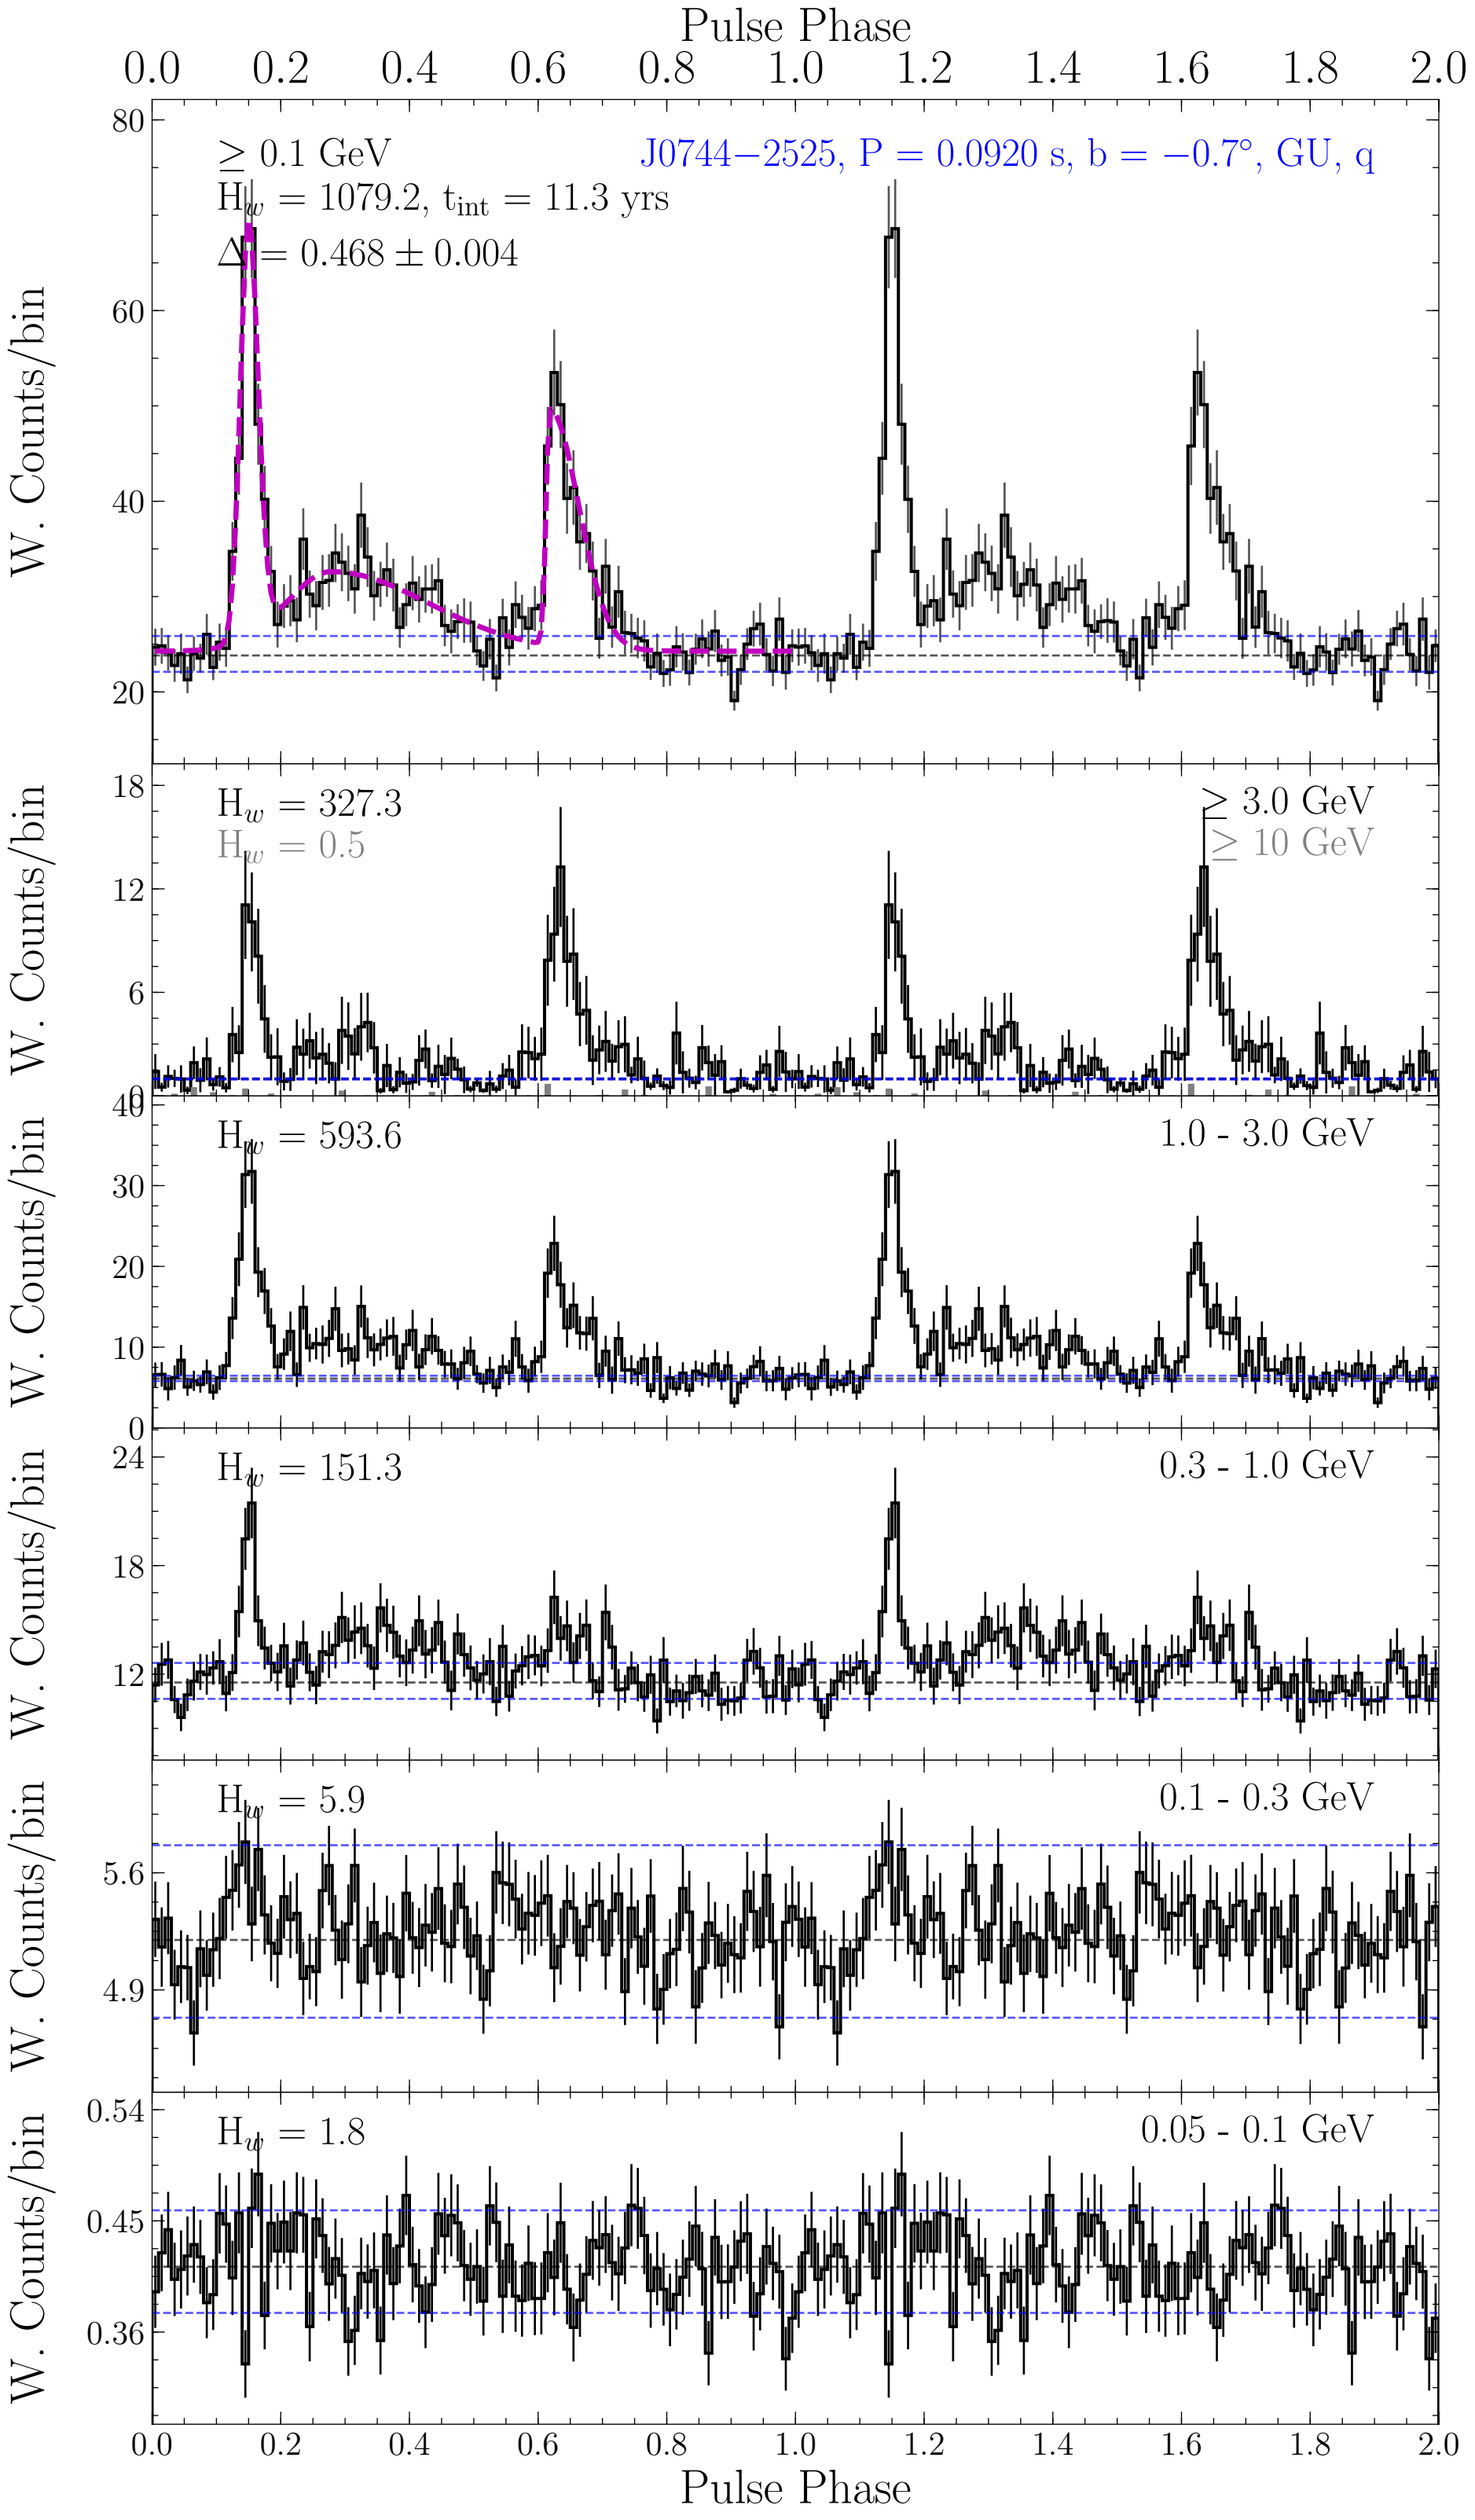 Pulse Phase
0.0 0.2 0.4 0.6 0.8 1.0 1.2 1.4 1.6 1.8 2.0
80
≥ 0.1 GeV
J0744−2525, P = 0.0920 s, b = −0.7°, GU, q
H_w = 1079.2, t_int = 11.3 yrs
Δ = 0.468 ± 0.004
60
W. Counts/bin
40
20
18
H_w = 327.3
≥ 3.0 GeV
H_w = 0.5
≥ 10 GeV
12
W. Counts/bin
6
0
40
H_w = 593.6
1.0 - 3.0 GeV
30
W. Counts/bin
20
10
0
24
H_w = 151.3
0.3 - 1.0 GeV
18
W. Counts/bin
12
H_w = 5.9
0.1 - 0.3 GeV
5.6
W. Counts/bin
4.9
0.54
H_w = 1.8
0.05 - 0.1 GeV
0.45
W. Counts/bin
0.36
0.0 0.2 0.4 0.6 0.8 1.0 1.2 1.4 1.6 1.8 2.0
Pulse Phase